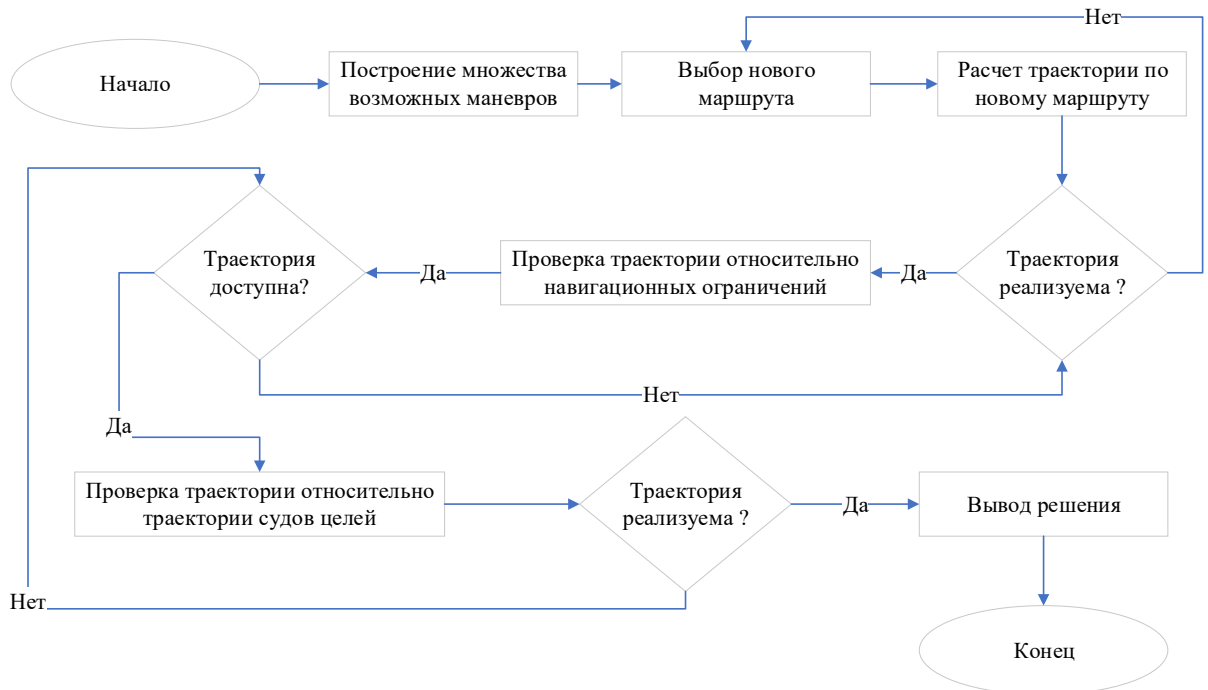 Нет
Начало
Построение множества
возможных маневров
Выбор нового
маршрута
Расчет траектории по
новому маршруту
Траектория
доступна?
Да
Проверка траектории относительно
навигационных ограничений
Да
Траектория
реализуема ?
Нет
Да
Проверка траектории относительно
траектории судов целей
Траектория
реализуема ?
Да
Вывод решения
Нет
Конец